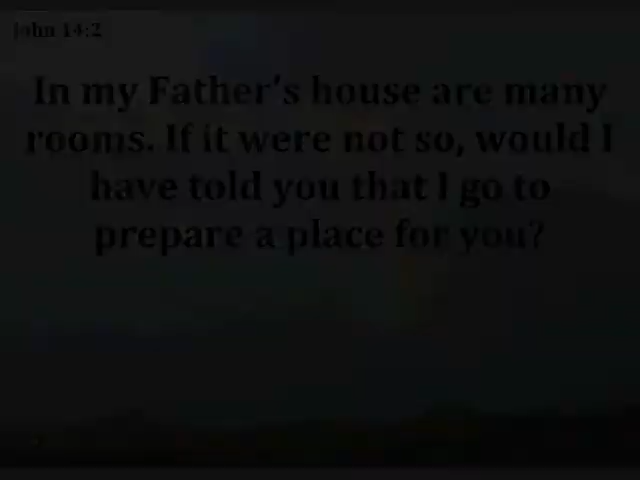 John 14:2
In my Father's house are many
rooms. If it were not so, would I
have told you that I go to
prepare a place for you?